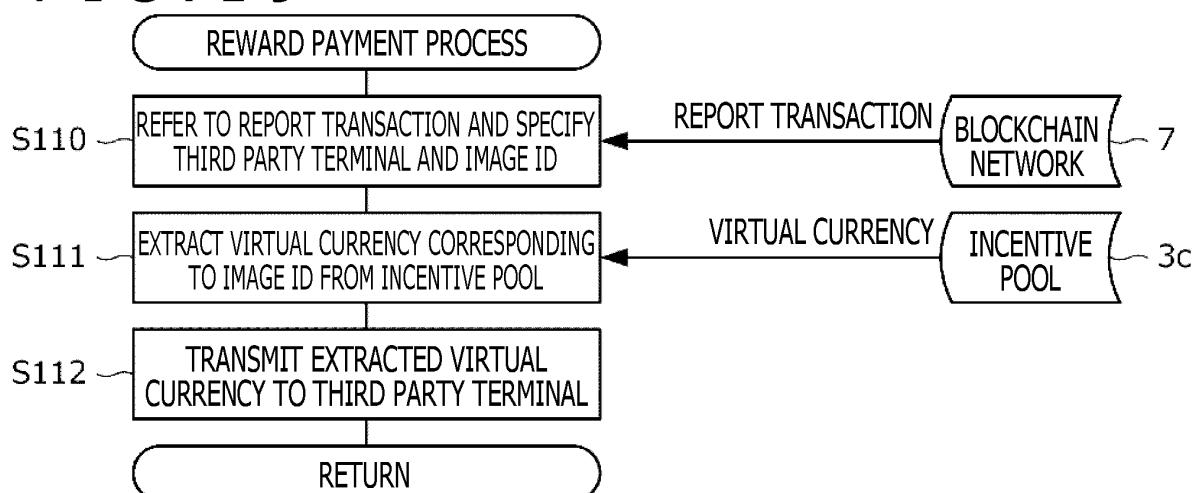 REWARD PAYMENT PROCESS
S110
REFER TO REPORT TRANSACTION AND SPECIFY
THIRD PARTY TERMINAL AND IMAGE ID
REPORT TRANSACTION
BLOCKCHAIN
NETWORK
7
S111
EXTRACT VIRTUAL CURRENCY CORRESPONDING
TO IMAGE ID FROM INCENTIVE POOL
VIRTUAL CURRENCY
INCENTIVE
POOL
3c
S112
TRANSMIT EXTRACTED VIRTUAL
CURRENCY TO THIRD PARTY TERMINAL
RETURN